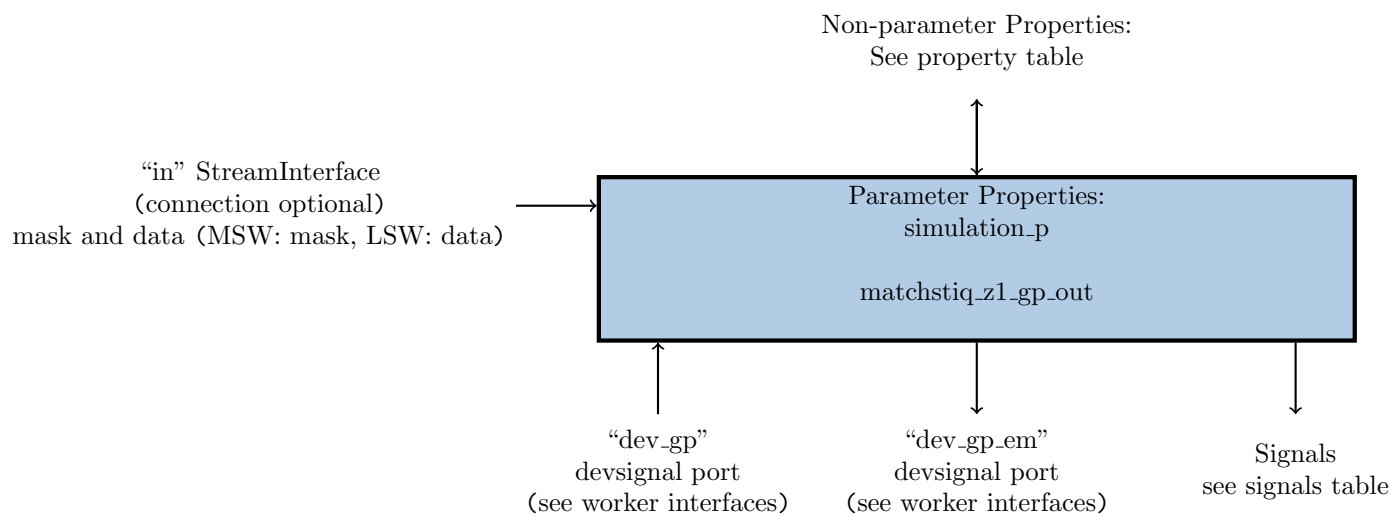 Non-parameter Properties:
See property table
“in” StreamInterface
(connection optional)
mask and data (MSW: mask, LSW: data)
Parameter Properties:
simulation_p
matchstiq_z1_gp_out
“dev_gp”
devsignal port
(see worker interfaces)
“dev_gp_em”
devsignal port
(see worker interfaces)
Signals
see signals table